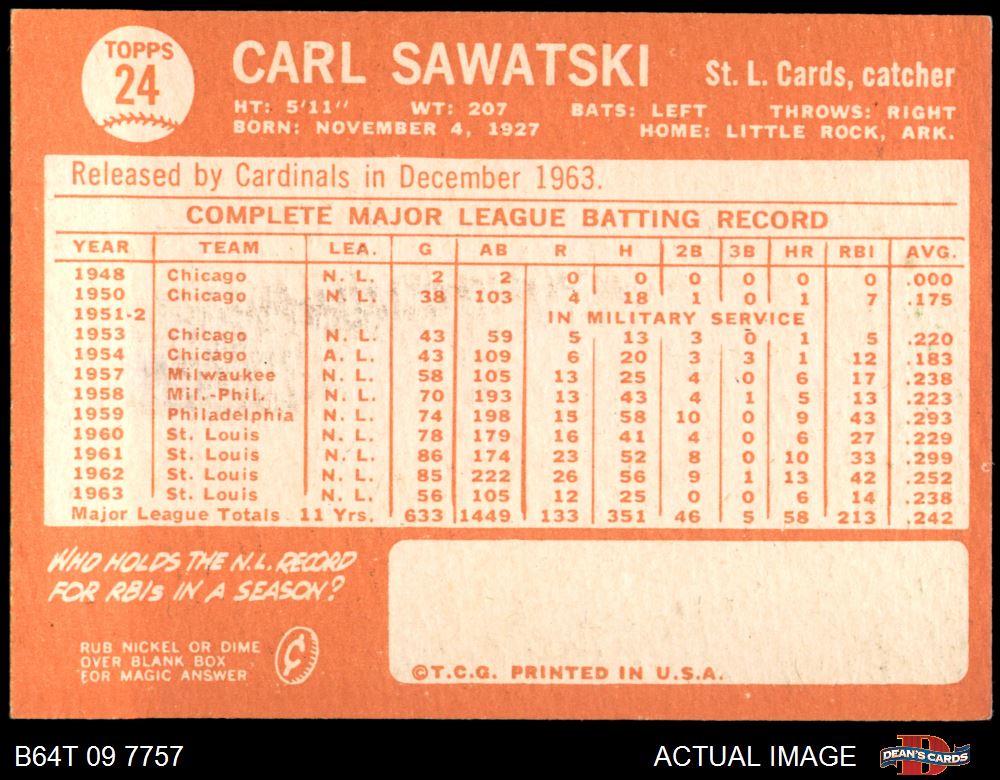 TOPPS
24
CARL SAWATSKI St. L. Cards, catcher
HT: 5'11" WT: 207 BATS: LEFT THROWS: RIGHT
BORN: NOVEMBER 4, 1927 HOME: LITTLE ROCK, ARK.
Released by Cardinals in December 1963.
COMPLETE MAJOR LEAGUE BATTING RECORD
YEAR TEAM LEA. G AB R H 2B 3B HR RBI AVG.
1948 Chicago N. L. 2 2 0 0 0 0 0 0 .000
1950 Chicago N. L. 38 103 4 18 1 0 1 7 .175
1951-2 IN MILITARY SERVICE
1953 Chicago N. L. 43 59 5 13 3 0 1 5 .220
1954 Chicago A. L. 43 109 6 20 3 3 1 12 .183
1957 Milwaukee N. L. 58 105 13 25 4 0 6 17 .238
1958 Mil.-Phil. N. L. 70 193 13 43 4 1 5 13 .223
1959 Philadelphia N. L. 74 198 15 58 10 0 9 43 .293
1960 St. Louis N. L. 78 179 16 41 4 0 6 27 .229
1961 St. Louis N. L. 86 174 23 52 8 0 10 33 .299
1962 St. Louis N. L. 85 222 26 56 9 1 13 42 .252
1963 St. Louis N. L. 56 105 12 25 0 0 6 14 .238
Major League Totals 11 Yrs. 633 1449 133 351 46 5 58 213 .242
WHO HOLDS THE N.L. RECORD
FOR RBIs IN A SEASON?
RUB NICKEL OR DIME
OVER BLANK BOX
FOR MAGIC ANSWER
©T.C.G. PRINTED IN U.S.A.
B64T 09 7757 ACTUAL IMAGE DEAN'S CARDS